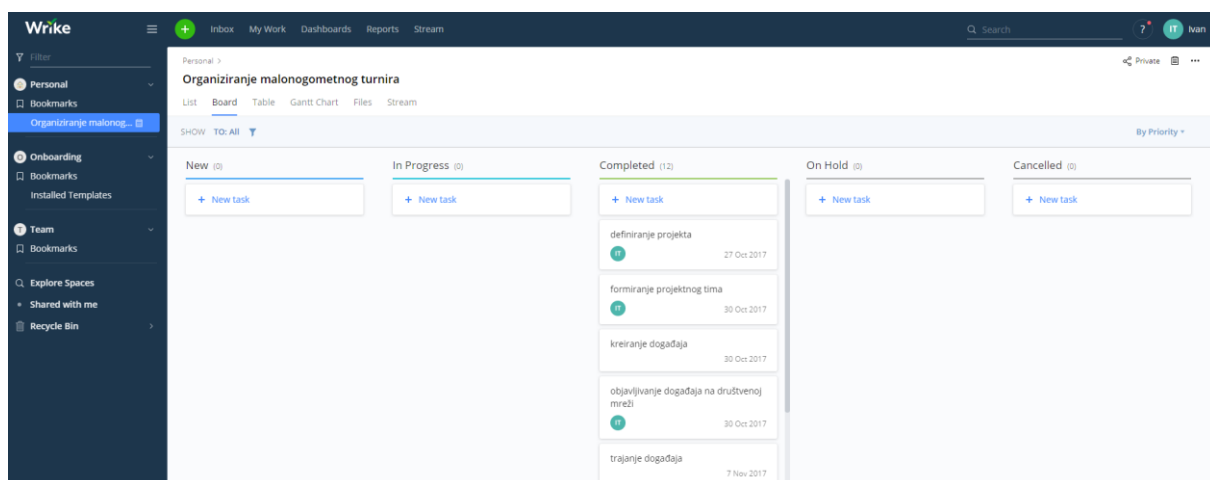 Wrike
Inbox My Work Dashboards Reports Stream
Search
?
IT Ivan
Filter
Personal
Bookmarks
Organiziranje malonog...
Onboarding
Bookmarks
Installed Templates
T Team
Bookmarks
Explore Spaces
Shared with me
Recycle Bin
Personal >
Organiziranje malonogometnog turnira
Private
List Board Table Gantt Chart Files Stream
SHOW TO: All
By Priority
New (0)
+ New task
In Progress (0)
+ New task
Completed (12)
+ New task
definiranje projekta
IT 27 Oct 2017
formiranje projektnog tima
IT 30 Oct 2017
kreiranje događaja
30 Oct 2017
objavljivanje događaja na društvenoj
mreži
IT 30 Oct 2017
trajanje događaja
7 Nov 2017
On Hold (0)
+ New task
Cancelled (0)
+ New task